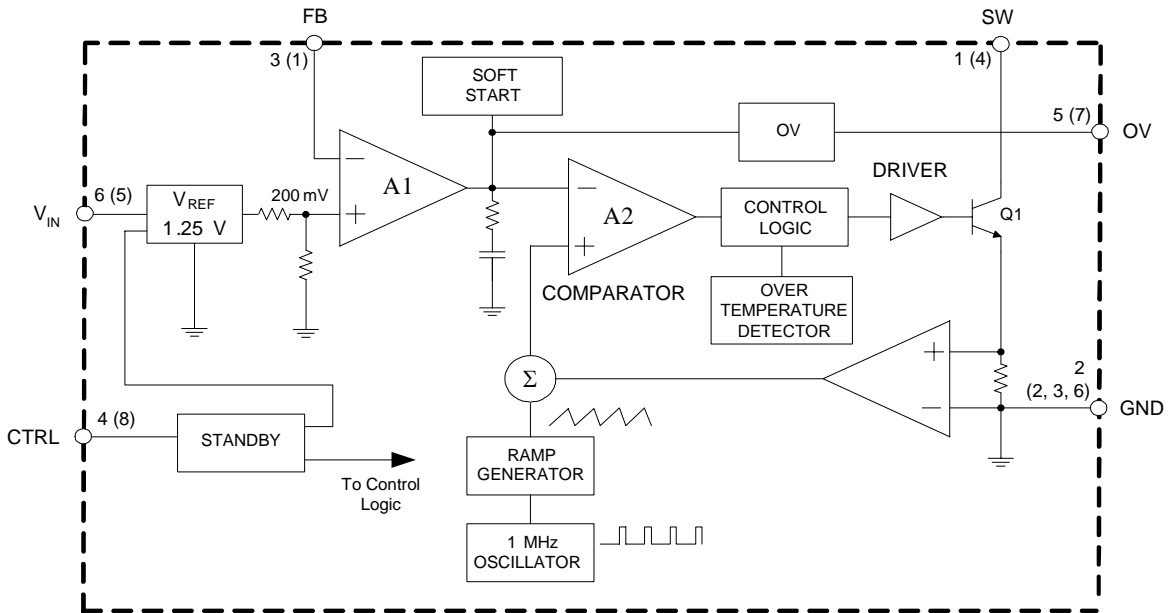 FB
SW
3 (1)
1 (4)
SOFT
START
5 (7)
OV
OV
DRIVER
6 (5)
VIN
VREF
1.25 V
200 mV
−
+
A1
−
+
A2
CONTROL
LOGIC
Q1
COMPARATOR
OVER
TEMPERATURE
DETECTOR
+
−
2
(2, 3, 6)
GND
Σ
CTRL
4 (8)
STANDBY
To Control
Logic
RAMP
GENERATOR
1 MHz
OSCILLATOR